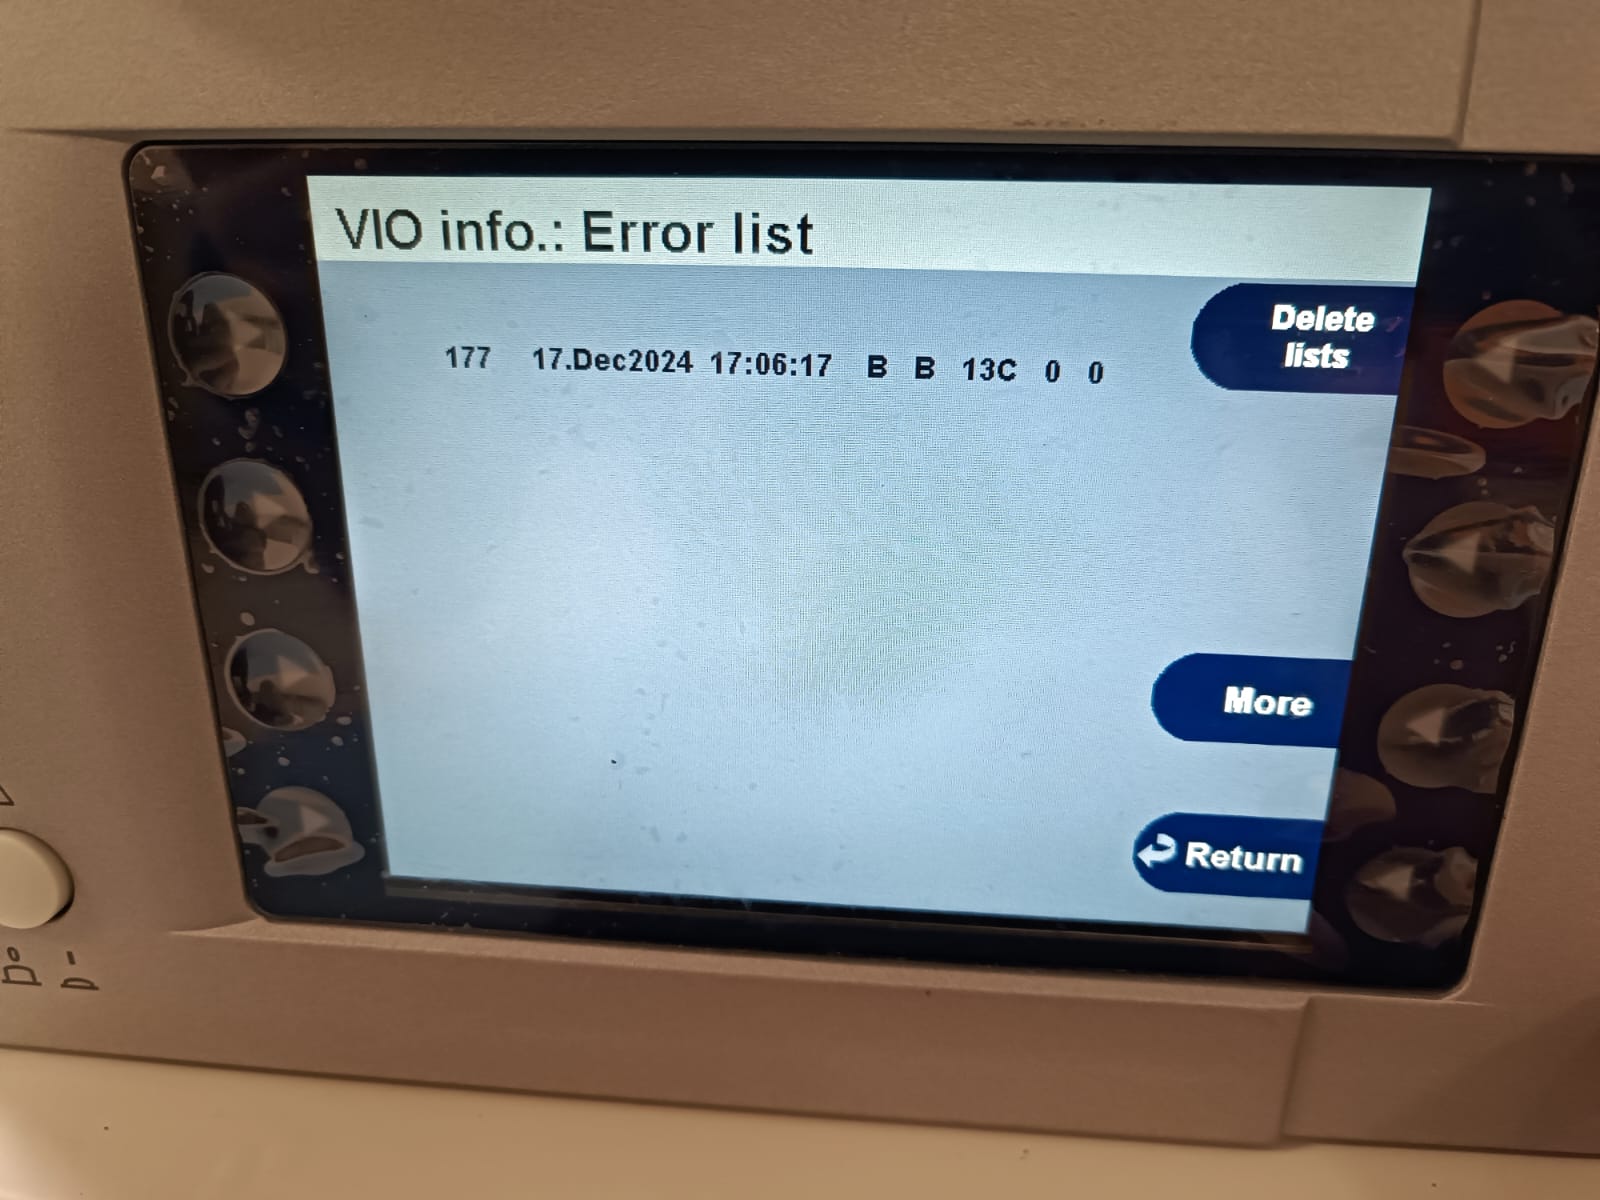 VIO info.: Error list
Delete
lists
177 17.Dec2024 17:06:17 B B 13C 0 0
More
Return